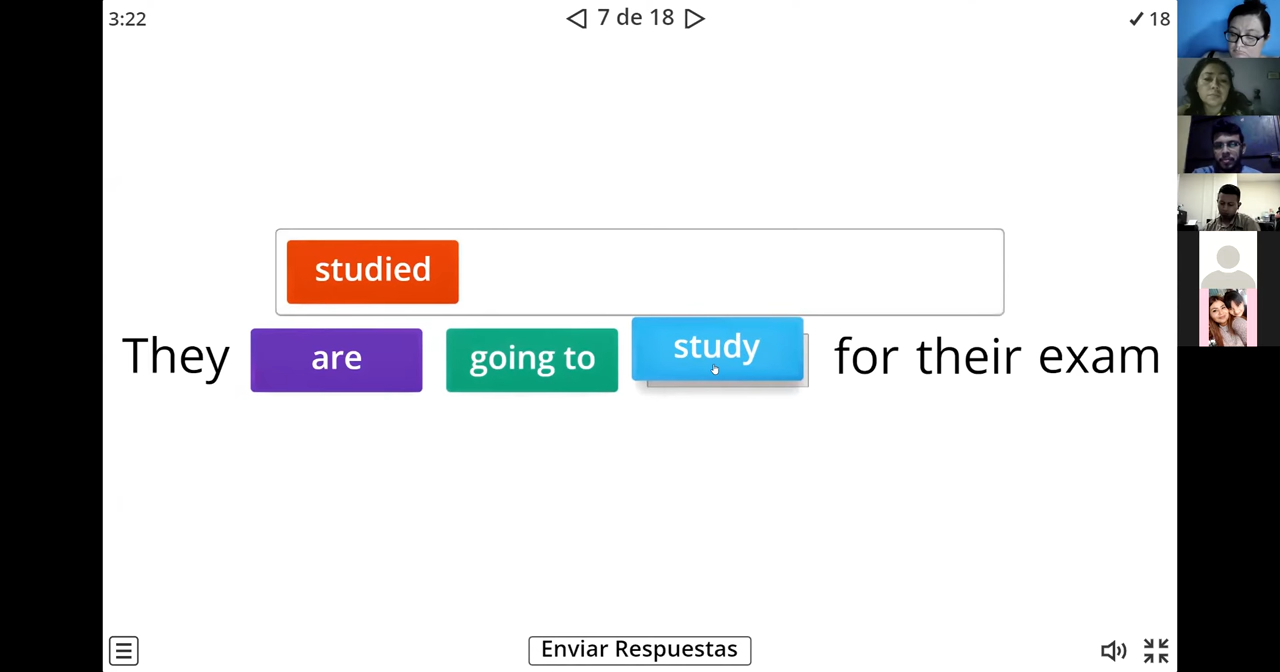 3:22
7 de 18
18
studied
They are going to study for their exam
Enviar Respuestas